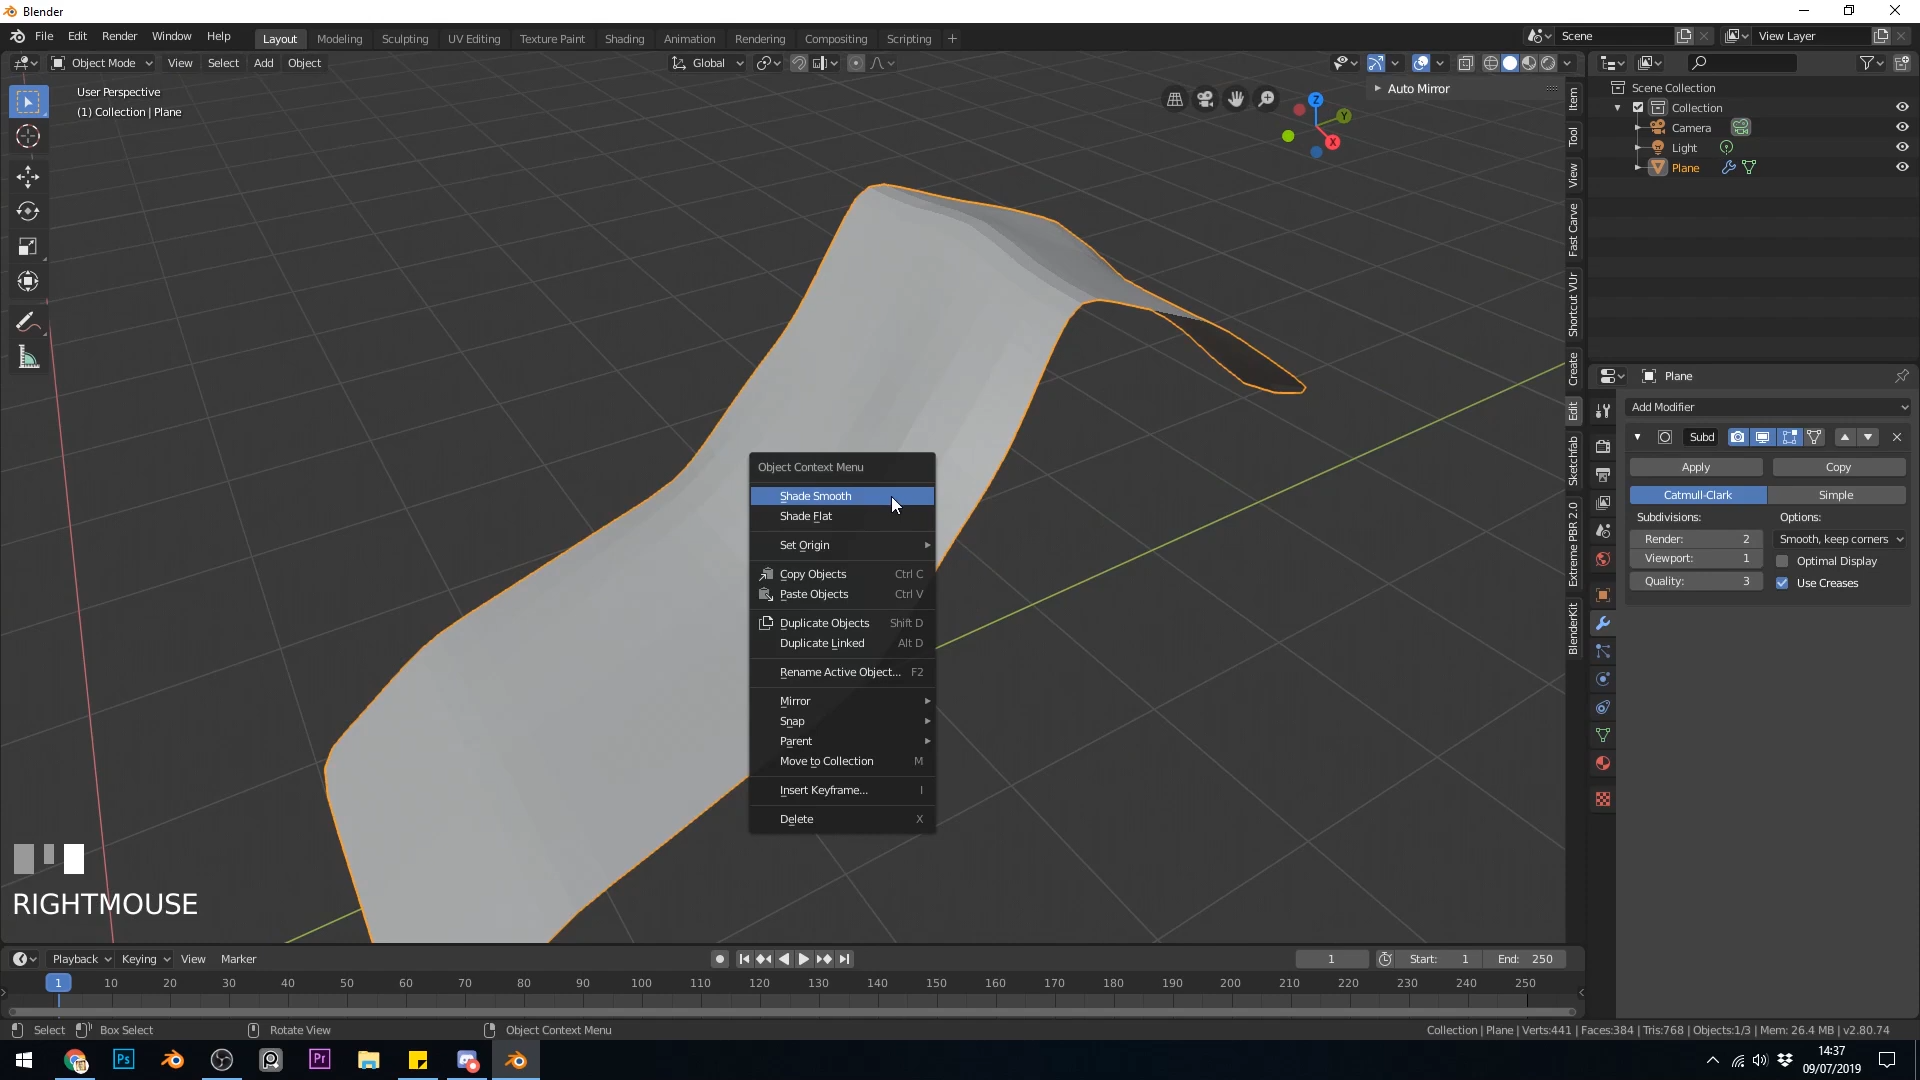 Blender
File Edit Render Window Help
Layout Modeling Sculpting UV Editing Texture Paint Shading Animation Rendering Compositing Scripting +
Scene
View Layer
Object Mode View Select Add Object
Global
User Perspective
(1) Collection | Plane
Auto Mirror
Z
Y
X
Item
Tool
View
Fast Carve
Shortcut VUr
Create
Edit
Sketchfab
Extreme PBR 2.0
BlenderKit
Scene Collection
Collection
Camera
Light
Plane
Plane
Add Modifier
Subd
Apply Copy
Catmull-Clark Simple
Subdivisions: Options:
Render: 2 Smooth, keep corners
Viewport: 1 Optimal Display
Quality: 3 Use Creases
Object Context Menu
Shade Smooth
Shade Flat
Set Origin
Copy Objects Ctrl C
Paste Objects Ctrl V
Duplicate Objects Shift D
Duplicate Linked Alt D
Rename Active Object... F2
Mirror
Snap
Parent
Move to Collection M
Insert Keyframe... I
Delete X
RIGHTMOUSE
Playback Keying View Marker
1 Start: 1 End: 250
1 10 20 30 40 50 60 70 80 90 100 110 120 130 140 150 160 170 180 190 200 210 220 230 240 250
Select Box Select Rotate View Object Context Menu
Collection | Plane | Verts:441 | Faces:384 | Tris:768 | Objects:1/3 | Mem: 26.4 MB | v2.80.74
Ps
Pr
14:37
09/07/2019